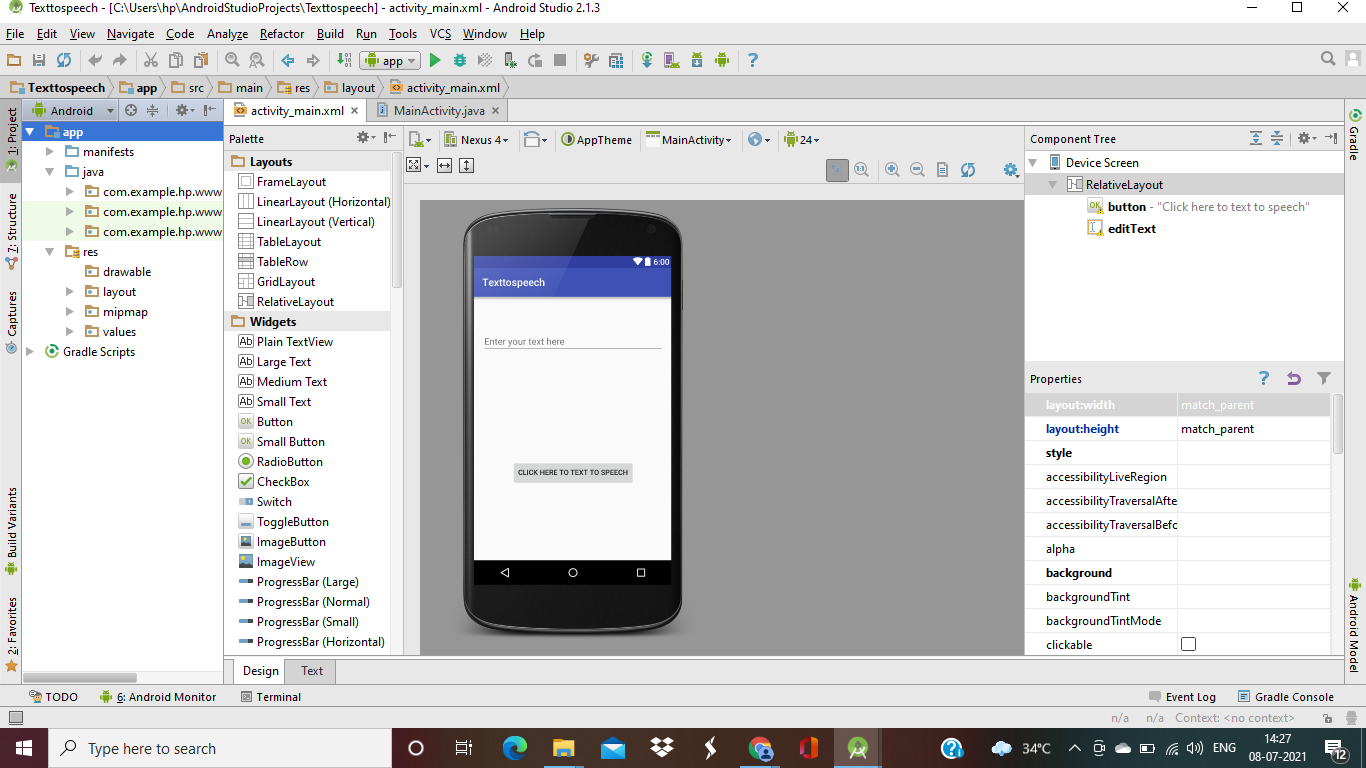 Texttospeech - [C:\Users\hp\AndroidStudioProjects\Texttospeech] - activity_main.xml - Android Studio 2.1.3
File Edit View Navigate Code Analyze Refactor Build Run Tools VCS Window Help
app
Texttospeech app src main res layout activity_main.xml
1: Project
7: Structure
Captures
Build Variants
2: Favorites
Android
app
manifests
java
com.example.hp.www
com.example.hp.www
com.example.hp.www
res
drawable
layout
mipmap
values
Gradle Scripts
activity_main.xml MainActivity.java
Palette
Layouts
FrameLayout
LinearLayout (Horizontal)
LinearLayout (Vertical)
TableLayout
TableRow
GridLayout
RelativeLayout
Widgets
Ab Plain TextView
Ab Large Text
Ab Medium Text
Ab Small Text
OK Button
OK Small Button
RadioButton
CheckBox
Switch
ToggleButton
ImageButton
ImageView
ProgressBar (Large)
ProgressBar (Normal)
ProgressBar (Small)
ProgressBar (Horizontal)
Nexus 4 AppTheme MainActivity 24
6:00
Texttospeech
Enter your text here
CLICK HERE TO TEXT TO SPEECH
Design Text
Component Tree
Device Screen
RelativeLayout
OK button - "Click here to text to speech"
editText
Properties
layout:width match_parent
layout:height match_parent
style
accessibilityLiveRegion
accessibilityTraversalAfte
accessibilityTraversalBefo
alpha
background
backgroundTint
backgroundTintMode
clickable
Gradle
Android Model
TODO 6: Android Monitor Terminal Event Log Gradle Console
n/a n/a Context: <no context>
Type here to search
34°C ENG 14:27
08-07-2021
12